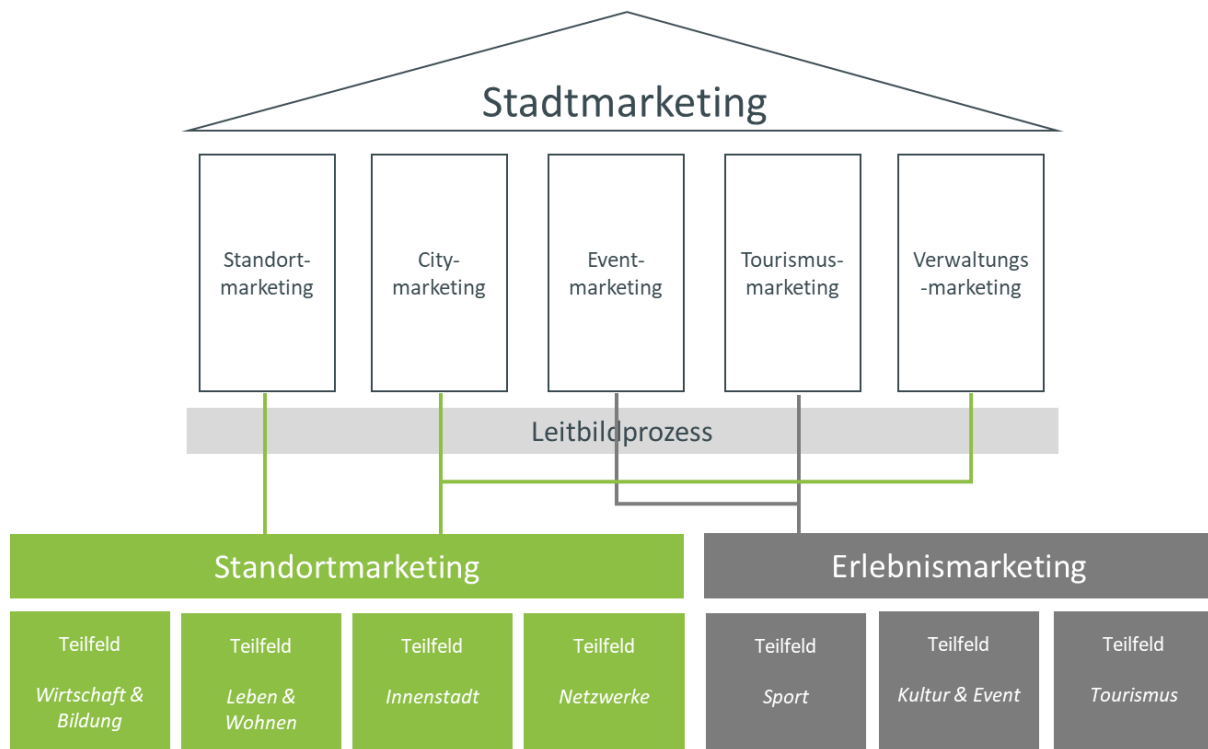 Stadtmarketing
Standort-
marketing
City-
marketing
Event-
marketing
Tourismus-
marketing
Verwaltungs
-marketing
Leitbildprozess
Standortmarketing
Erlebnismarketing
Teilfeld
Wirtschaft &
Bildung
Teilfeld
Leben &
Wohnen
Teilfeld
Innenstadt
Teilfeld
Netzwerke
Teilfeld
Sport
Teilfeld
Kultur & Event
Teilfeld
Tourismus